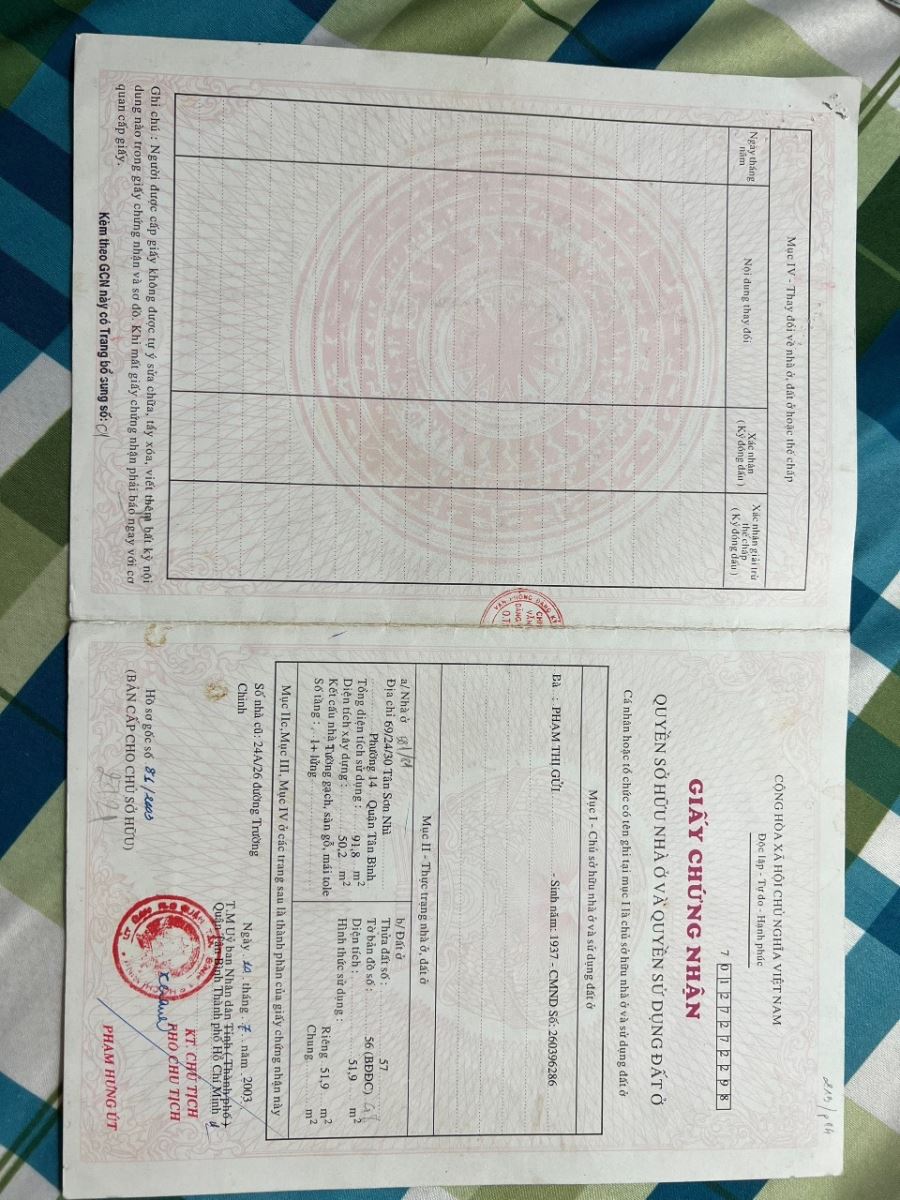 Mục IV - Thay đổi về nhà ở, đất ở hoặc thế chấp
Ngày tháng
năm
Nội dung thay đổi
Xác nhận
( Ký đóng dấu )
Xác nhận giải trừ
thế chấp
( Ký đóng dấu )
Ghi chú : Người được cấp giấy không được tự ý sửa chữa, tẩy xóa, viết thêm bất kỳ nội
dung nào trong giấy chứng nhận và sơ đồ. Khi mất giấy chứng nhận phải báo ngay với cơ
quan cấp giấy.
Kèm theo GCN này có Trang bổ sung số: 01
VĂN PHÒNG ĐĂNG KÝ
215/
CỘNG HÒA XÃ HỘI CHỦ NGHĨA VIỆT NAM
Độc lập - Tự do - Hạnh phúc
7 0 1 2 7 2 7 2 2 9 8
GIẤY CHỨNG NHẬN
QUYỀN SỞ HỮU NHÀ Ở VÀ QUYỀN SỬ DỤNG ĐẤT Ở
Cá nhân hoặc tổ chức có tên ghi tại mục I là chủ sở hữu nhà ở và sử dụng đất ở
Mục I - Chủ sở hữu nhà ở và sử dụng đất ở
Bà : PHẠM THỊ GỬI - Sinh năm: 1937 - CMND Số: 260396286
Mục II - Thực trạng nhà ở, đất ở
a/ Nhà ở
Địa chỉ 69/24/30 Tân Sơn Nhì
Phường 14 Quận Tân Bình
Tổng diện tích sử dụng : 91,8 m²
Diện tích xây dựng : 50,2 m²
Kết cấu nhà Tường gạch, sàn gỗ, mái tole
Số tầng : 1+ lửng
b/ Đất ở
Thửa đất số : 57
Tờ bản đồ số : 56 (BĐĐC)
Diện tích : 51,9 m²
Hình thức sử dụng :
Riêng 51,9 m²
Chung m²
Mục IIc, Mục III, Mục IV ở các trang sau là thành phần của giấy chứng nhận này
Số nhà cũ: 24A/26 đường Trường
Chinh
Ngày 10 tháng 7 năm 2003
T.M Uỷ ban Nhân dân Tỉnh ( Thành phố )
Quận Tân Bình Thành phố Hồ Chí Minh
KT. CHỦ TỊCH
PHÓ CHỦ TỊCH
PHẠM HÙNG ÚT
Hồ sơ gốc số 81/2003
(BẢN CẤP CHO CHỦ SỞ HỮU)